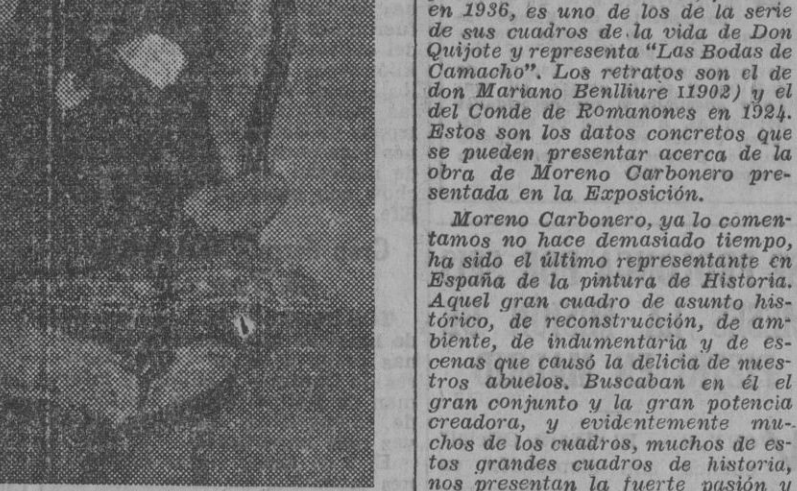 en 1936, es uno de los de la serie
de sus cuadros de la vida de Don
Quijote y representa "Las Bodas de
Camacho". Los retratos son el de
don Mariano Benlliure 11902) y el
del Conde de Romanones en 1924.
Estos son los datos concretos que
se pueden presentar acerca de la
obra de Moreno Carbonero pre-
sentada en la Exposición.
Moreno Carbonero, ya lo comen-
tamos no hace demasiado tiempo,
ha sido el último representante en
España de la pintura de Historia.
Aquel gran cuadro de asunto his-
tórico, de reconstrucción, de am-
biente, de indumentaria y de es-
cenas que causó la delicia de nues-
tros abuelos. Buscaban en él el
gran conjunto y la gran potencia
creadora, y evidentemente mu-
chos de los cuadros, muchos de es-
tos grandes cuadros de historia,
nos presentan la fuerte pasión y